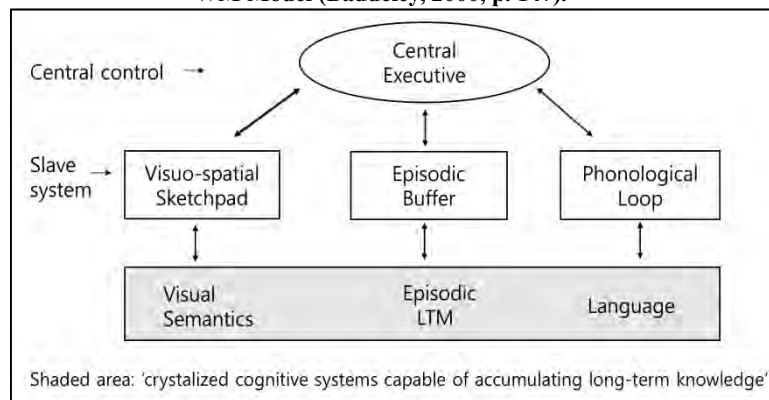 Central control →
Central
Executive
Slave
system
Visuo-spatial
Sketchpad
Episodic
Buffer
Phonological
Loop
Visual
Semantics
Episodic
LTM
Language
Shaded area: ‘crystalized cognitive systems capable of accumulating long-term knowledge’